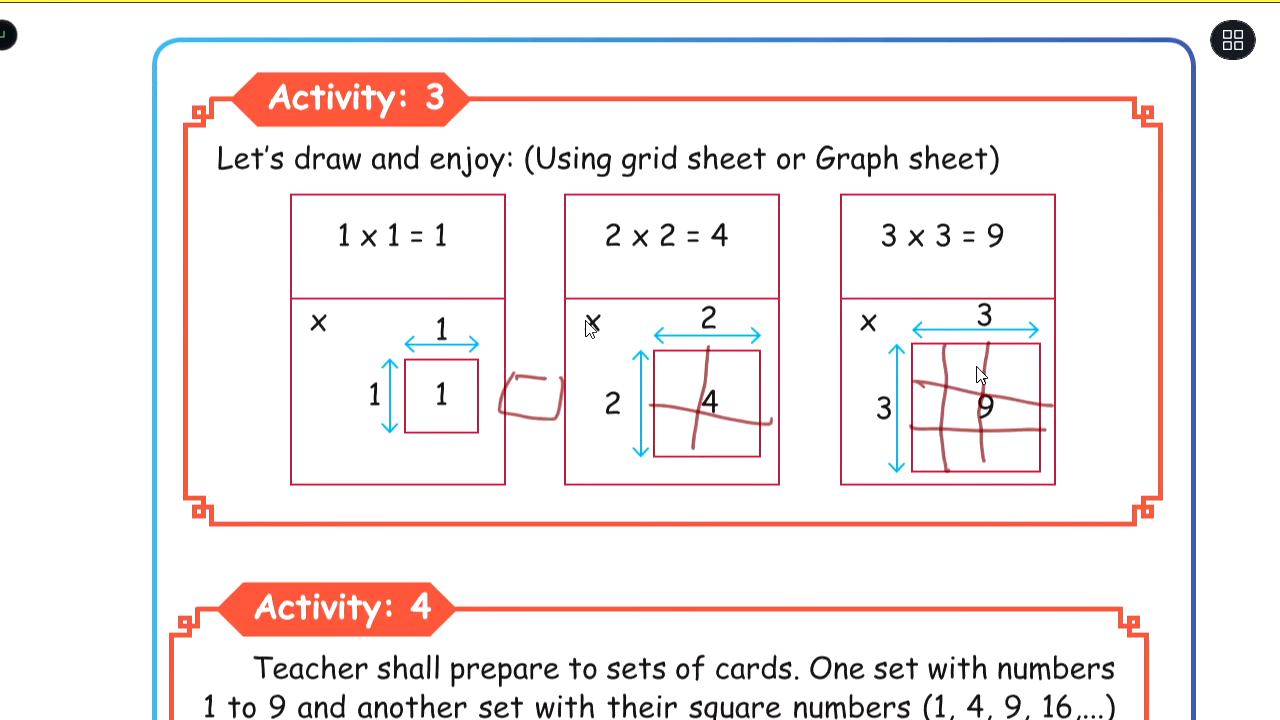 Activity: 3
Let's draw and enjoy: (Using grid sheet or Graph sheet)
1 x 1 = 1
2 x 2 = 4
3 x 3 = 9
x
1
1
1
x
2
2
4
x
3
3
9
Activity: 4
Teacher shall prepare to sets of cards. One set with numbers
1 to 9 and another set with their square numbers (1, 4, 9, 16,...)